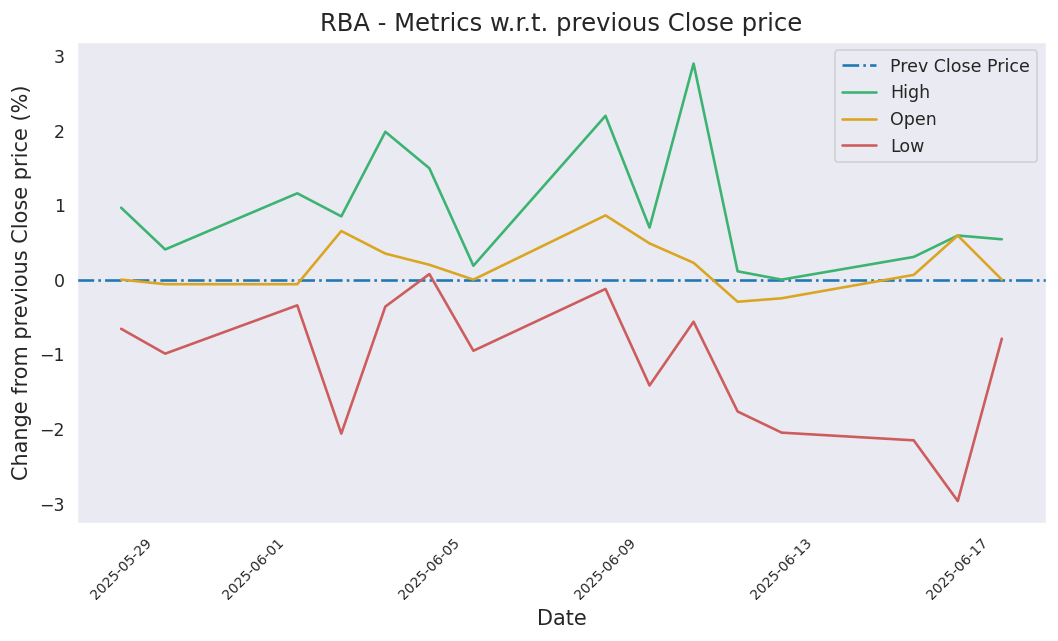 RBA - Metrics w.r.t. previous Close price
Prev Close Price
High
Open
Low
Change from previous Close price (%)
3
2
1
0
−1
−2
−3
2025-05-29
2025-06-01
2025-06-05
2025-06-09
2025-06-13
2025-06-17
Date